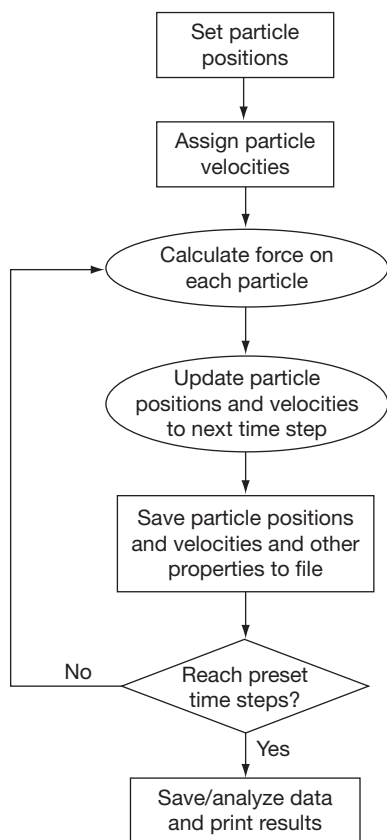 Set particle
positions
Assign particle
velocities
Calculate force on
each particle
Update particle
positions and velocities
to next time step
Save particle positions
and velocities and other
properties to file
No
Reach preset
time steps?
Yes
Save/analyze data
and print results